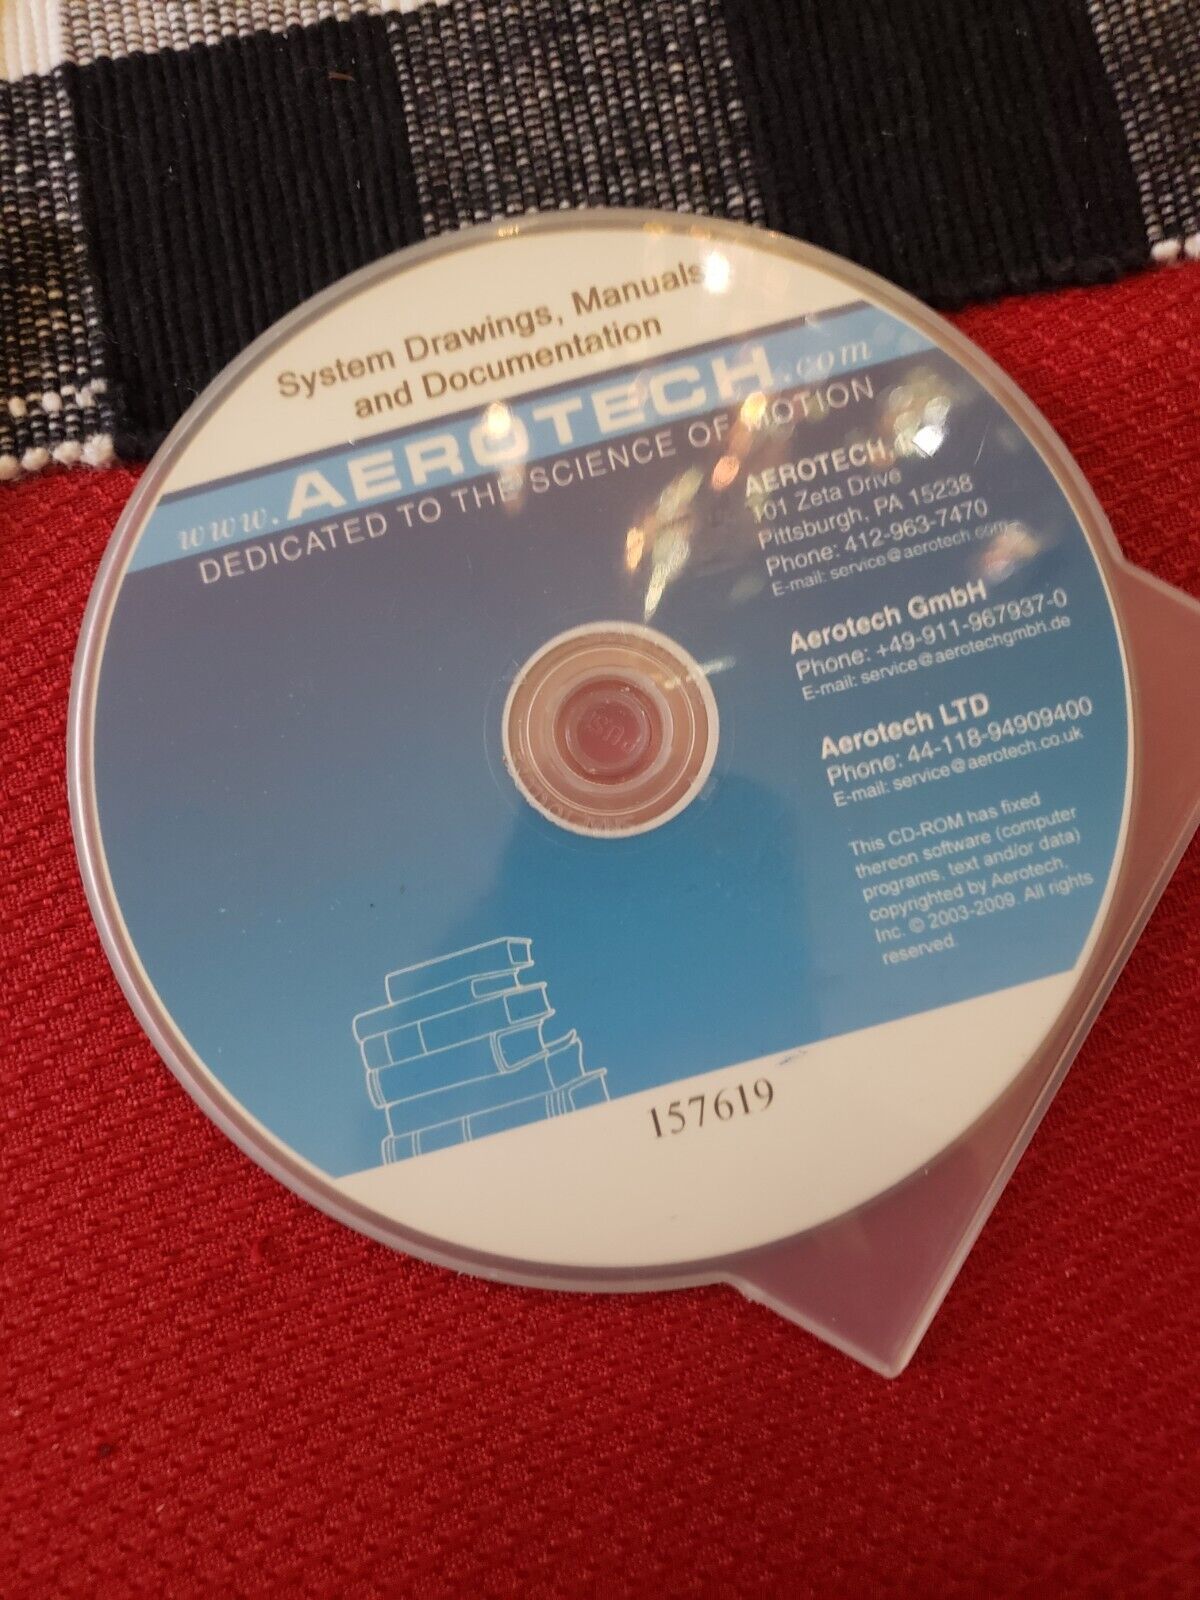 System Drawings, Manuals
and Documentation
www.AEROTECH.com
DEDICATED TO THE SCIENCE OF MOTION
AEROTECH,
101 Zeta Drive
Pittsburgh, PA 15238
Phone: 412-963-7470
E-mail: service@aerotech.com
Aerotech GmbH
Phone: +49-911-967937-0
E-mail: service@aerotechgmbh.de
Aerotech LTD
Phone: 44-118-94909400
E-mail: service@aerotech.co.uk
This CD-ROM has fixed
thereon software (computer
programs, text and/or data)
copyrighted by Aerotech,
Inc. © 2003-2009. All rights
reserved.
157619